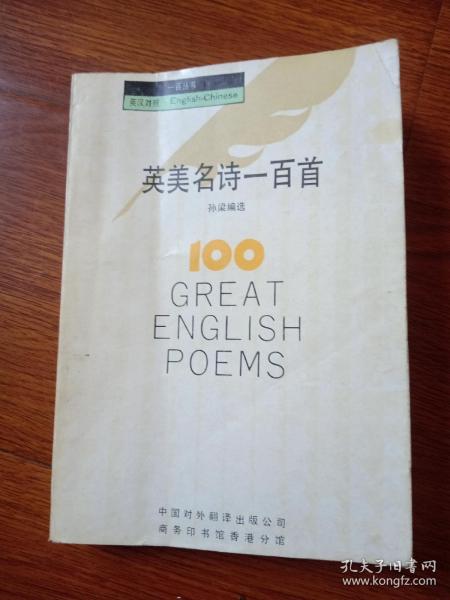 一百丛书
英汉对照 English-Chinese
英美名诗一百首
孙梁编选
100
GREAT
ENGLISH
POEMS
中国对外翻译出版公司
商务印书馆香港分馆
孔夫子旧书网
www.kongfz.com